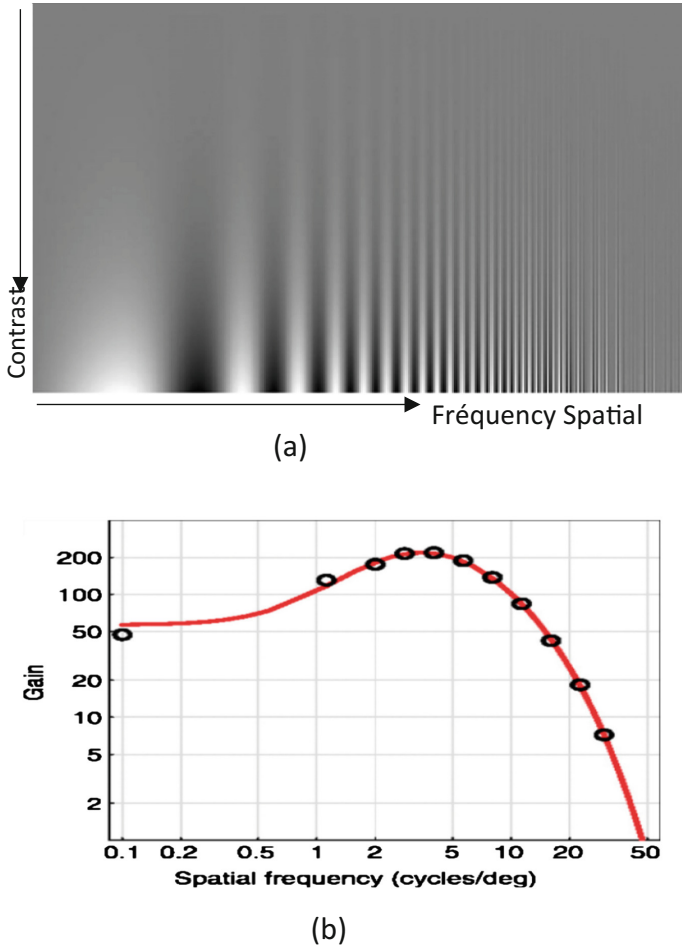 Contrast
Fréquency Spatial
(a)
200
100
50
20
10
5
2
Gain
0.1 0.2 0.5 1 2 5 10 20 50
Spatial frequency (cycles/deg)
(b)